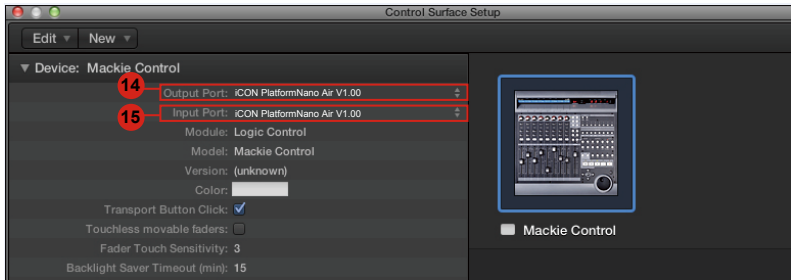 Control Surface Setup
Edit New
Device: Mackie Control
14 Output Port: iCON PlatformNano Air V1.00
15 Input Port: iCON PlatformNano Air V1.00
Module: Logic Control
Model: Mackie Control
Version: (unknown)
Color:
Transport Button Click:
Touchless movable faders:
Fader Touch Sensitivity: 3
Backlight Saver Timeout (min): 15
Mackie Control